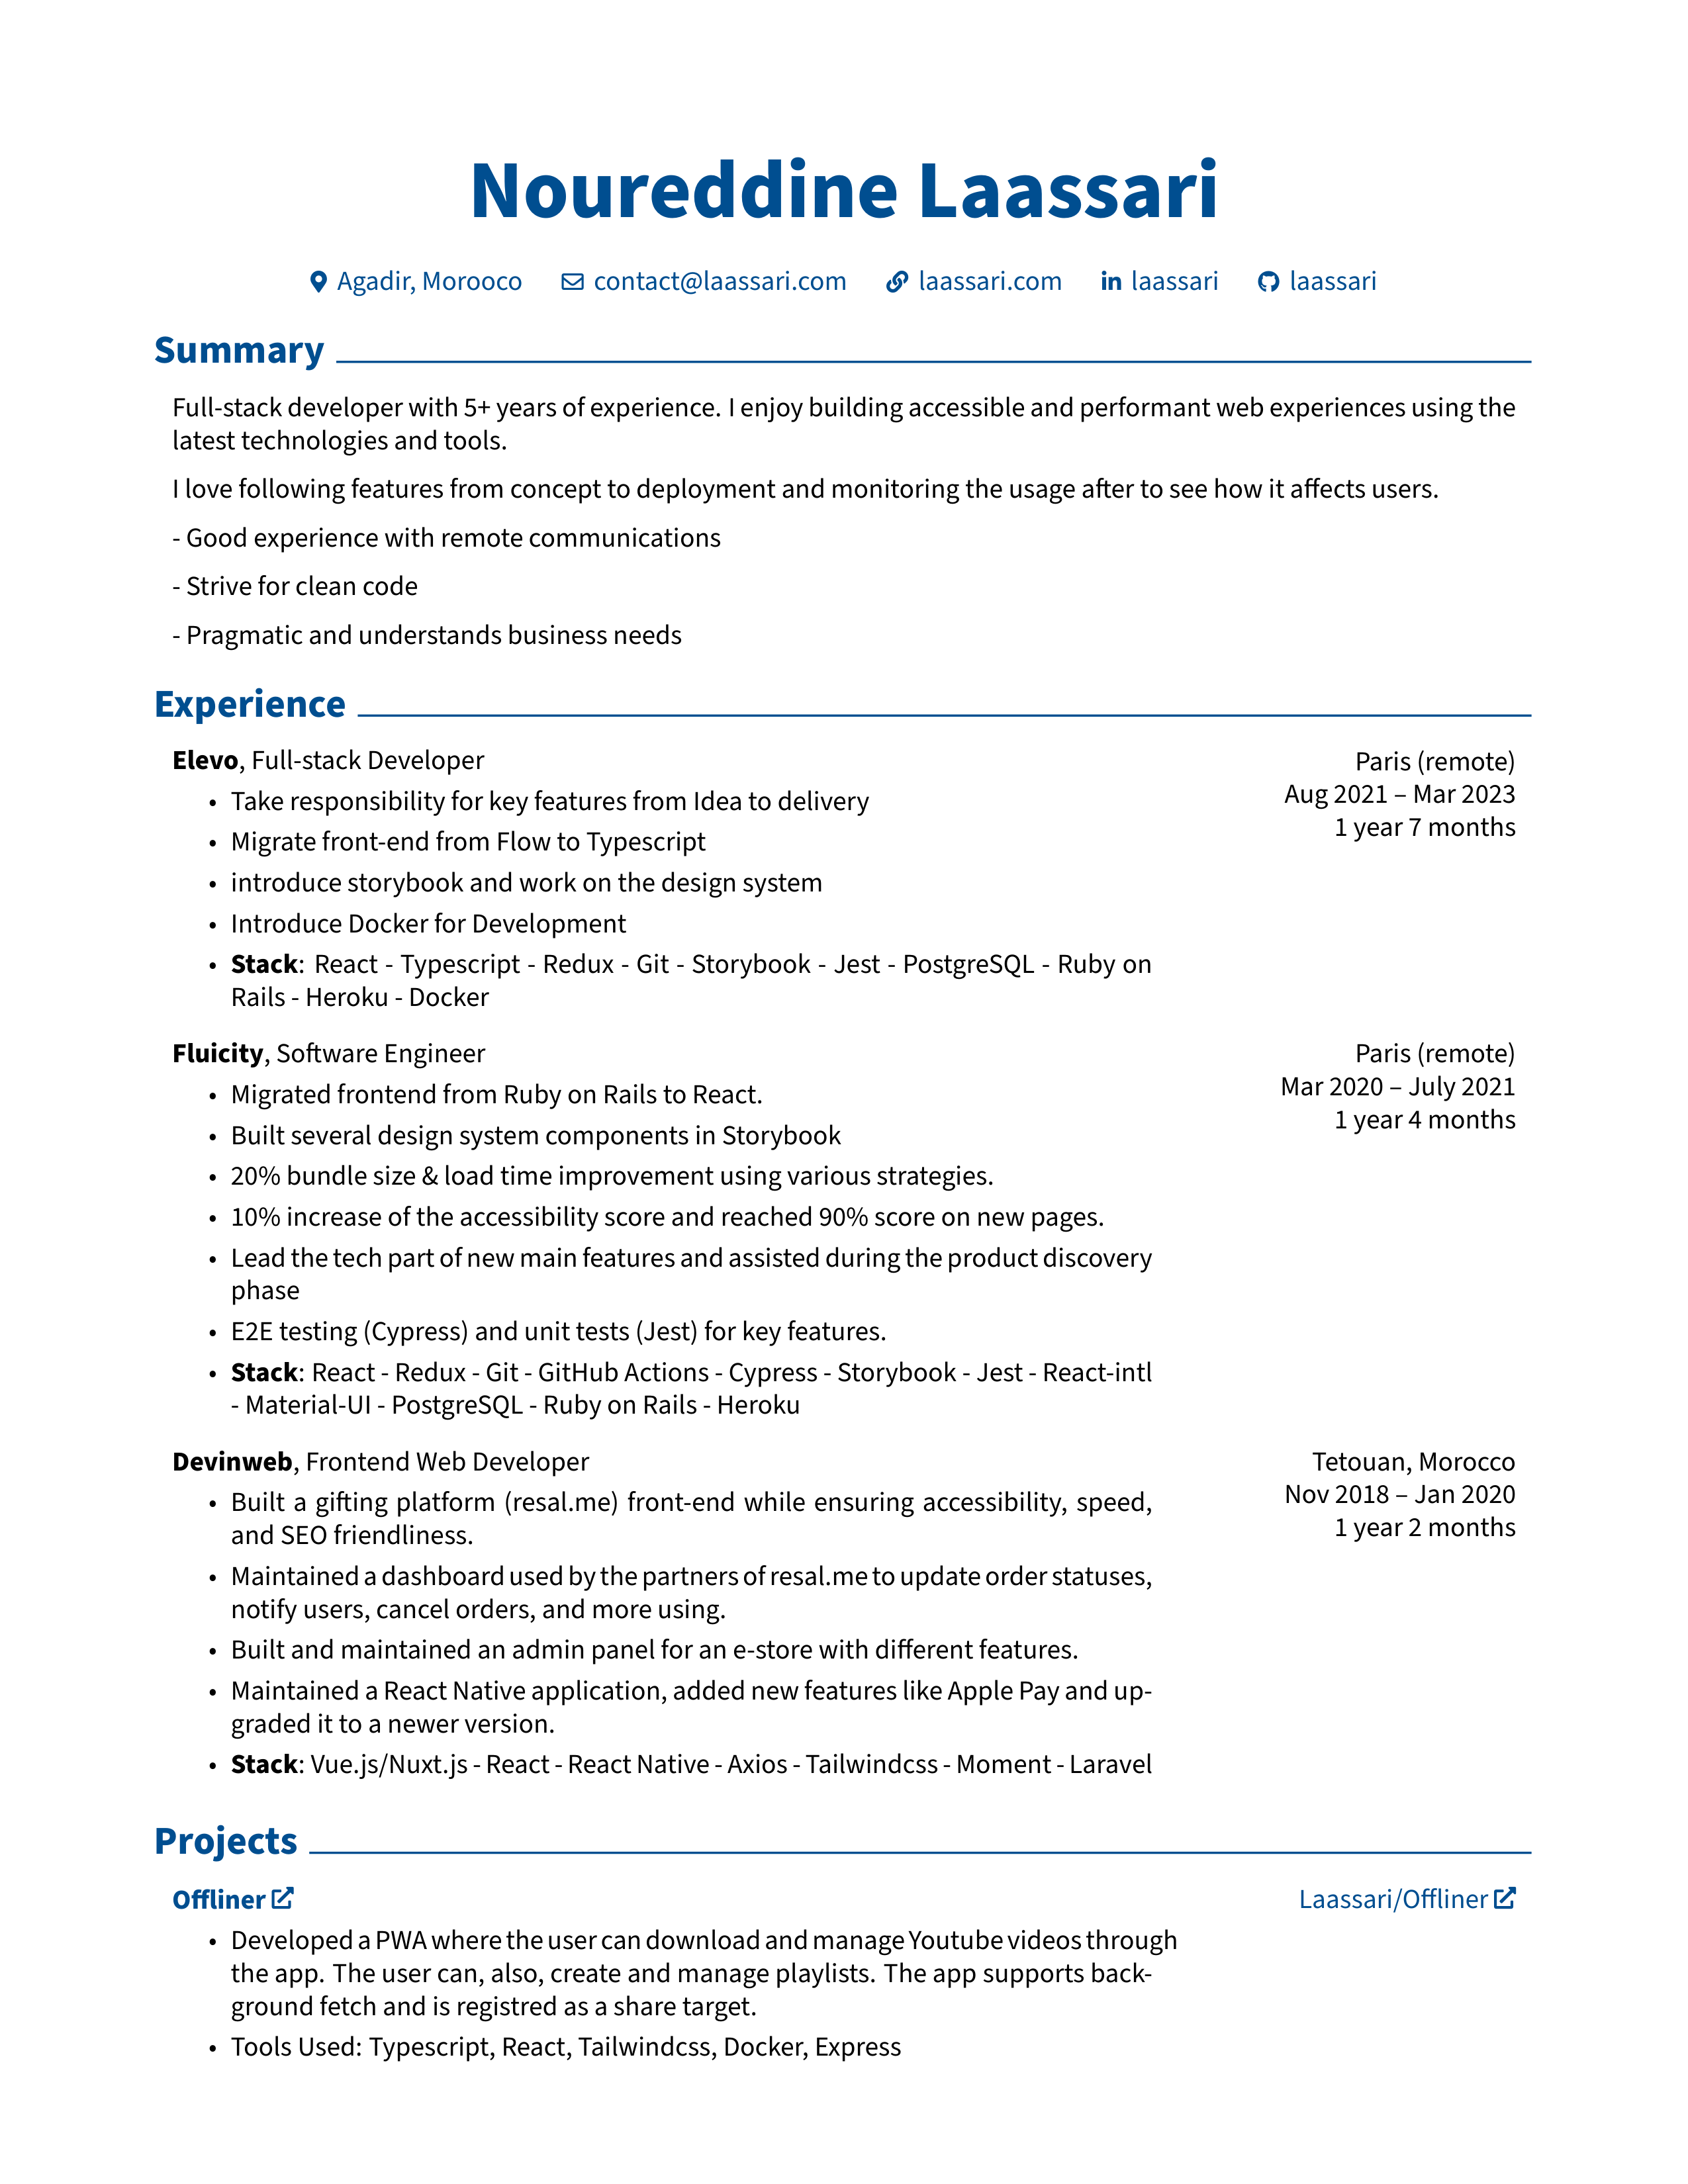 Noureddine Laassari
Agadir, Morooco contact@laassari.com laassari.com laassari laassari
Summary
Full-stack developer with 5+ years of experience. I enjoy building accessible and performant web experiences using the
latest technologies and tools.
I love following features from concept to deployment and monitoring the usage after to see how it affects users.
- Good experience with remote communications
- Strive for clean code
- Pragmatic and understands business needs
Experience
Elevo, Full-stack Developer
Paris (remote)
Aug 2021 – Mar 2023
1 year 7 months
• Take responsibility for key features from Idea to delivery
• Migrate front-end from Flow to Typescript
• introduce storybook and work on the design system
• Introduce Docker for Development
• Stack: React - Typescript - Redux - Git - Storybook - Jest - PostgreSQL - Ruby on
Rails - Heroku - Docker
Fluicity, Software Engineer
Paris (remote)
Mar 2020 – July 2021
1 year 4 months
• Migrated frontend from Ruby on Rails to React.
• Built several design system components in Storybook
• 20% bundle size & load time improvement using various strategies.
• 10% increase of the accessibility score and reached 90% score on new pages.
• Lead the tech part of new main features and assisted during the product discovery
phase
• E2E testing (Cypress) and unit tests (Jest) for key features.
• Stack: React - Redux - Git - GitHub Actions - Cypress - Storybook - Jest - React-intl
- Material-UI - PostgreSQL - Ruby on Rails - Heroku
Devinweb, Frontend Web Developer
Tetouan, Morocco
Nov 2018 – Jan 2020
1 year 2 months
• Built a gifting platform (resal.me) front-end while ensuring accessibility, speed,
and SEO friendliness.
• Maintained a dashboard used by the partners of resal.me to update order statuses,
notify users, cancel orders, and more using.
• Built and maintained an admin panel for an e-store with different features.
• Maintained a React Native application, added new features like Apple Pay and up-
graded it to a newer version.
• Stack: Vue.js/Nuxt.js - React - React Native - Axios - Tailwindcss - Moment - Laravel
Projects
Offliner
Laassari/Offliner
• Developed a PWA where the user can download and manage Youtube videos through
the app. The user can, also, create and manage playlists. The app supports back-
ground fetch and is registred as a share target.
• Tools Used: Typescript, React, Tailwindcss, Docker, Express